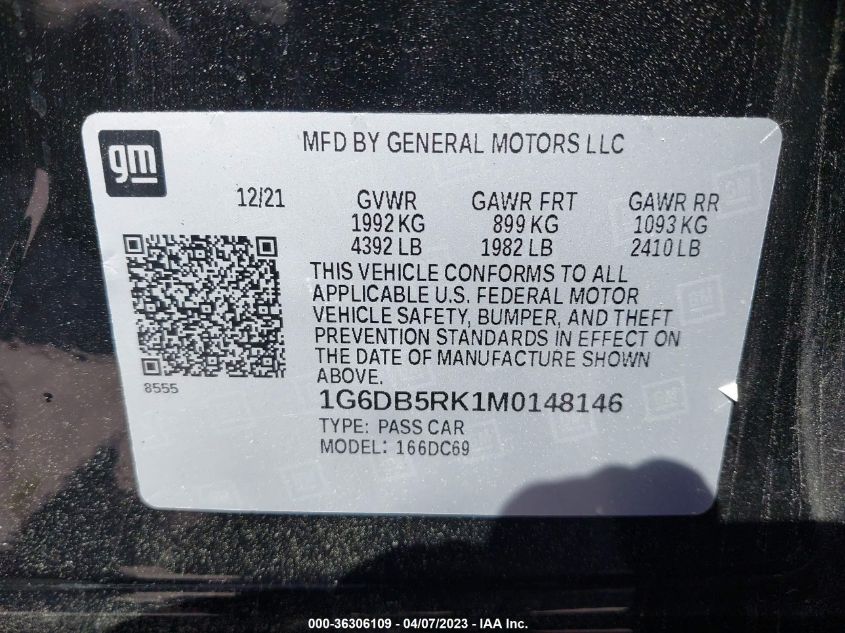 gm
MFD BY GENERAL MOTORS LLC
12/21 GVWR GAWR FRT GAWR RR
1992 KG 899 KG 1093 KG
4392 LB 1982 LB 2410 LB
THIS VEHICLE CONFORMS TO ALL
APPLICABLE U.S. FEDERAL MOTOR
VEHICLE SAFETY, BUMPER, AND THEFT
PREVENTION STANDARDS IN EFFECT ON
THE DATE OF MANUFACTURE SHOWN
ABOVE.
8555
1G6DB5RK1M0148146
TYPE: PASS CAR
MODEL: 166DC69
000-36306109 - 04/07/2023 - IAA Inc.